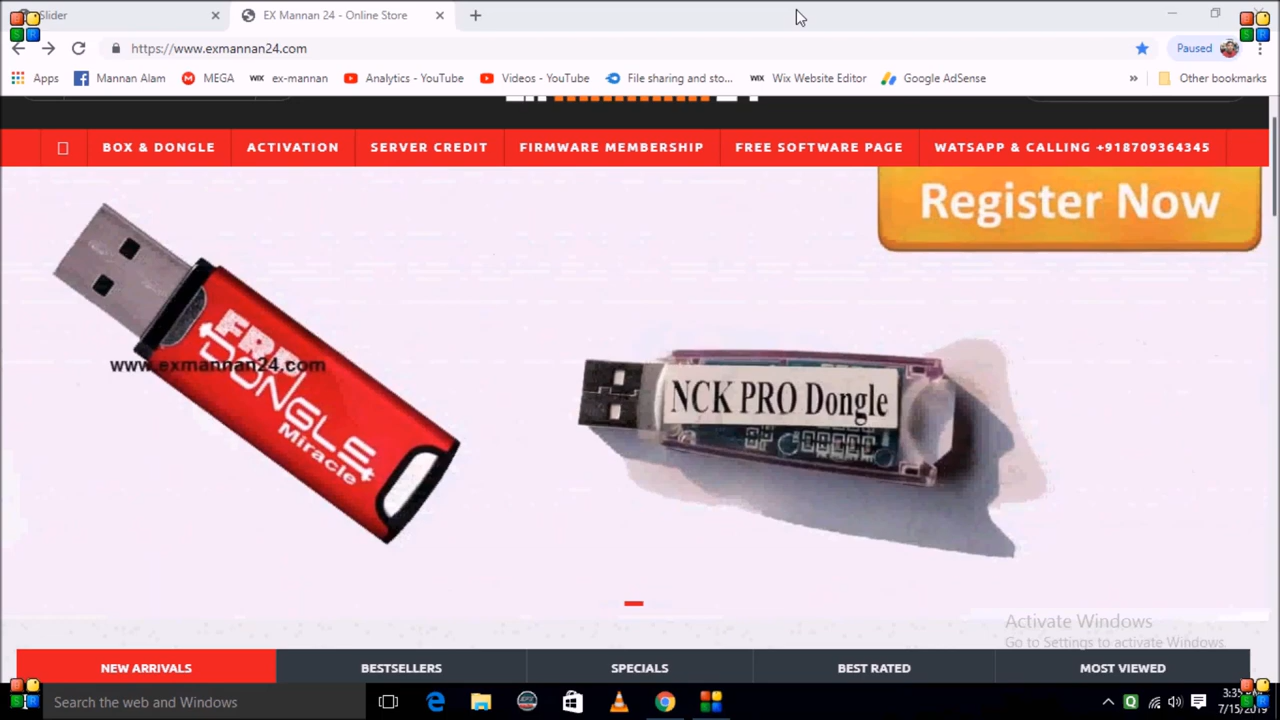 Slider
EX Mannan 24 - Online Store
https://www.exmannan24.com
Paused
Apps
Mannan Alam
MEGA
WIX ex-mannan
Analytics - YouTube
Videos - YouTube
File sharing and sto...
WIX Wix Website Editor
Google AdSense
»
Other bookmarks
BOX & DONGLE
ACTIVATION
SERVER CREDIT
FIRMWARE MEMBERSHIP
FREE SOFTWARE PAGE
WATSAPP & CALLING +918709364345
Register Now
FRP
DONGLE
Miracle
www.exmannan24.com
NCK PRO Dongle
Activate Windows
Go to Settings to activate Windows.
NEW ARRIVALS
BESTSELLERS
SPECIALS
BEST RATED
MOST VIEWED
Search the web and Windows
7/15/2019